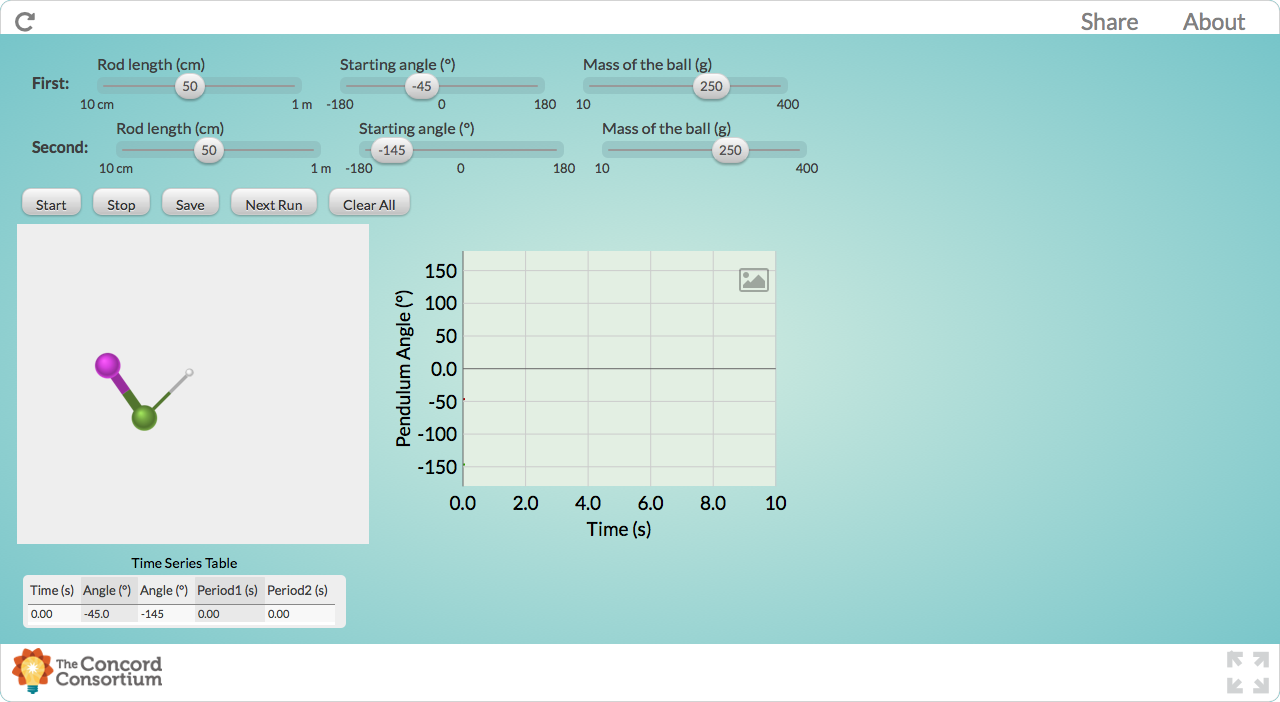 Share About
Rod length (cm) Starting angle (º) Mass of the ball (g)
First: 50 -45 250
10 cm 1 m -180 0 180 10 400
Rod length (cm) Starting angle (º) Mass of the ball (g)
Second: 50 -145 250
10 cm 1 m -180 0 180 10 400
Start Stop Save Next Run Clear All
Pendulum Angle (º)
150
100
50
0.0
-50
-100
-150
0.0 2.0 4.0 6.0 8.0 10
Time (s)
Time Series Table
Time (s) Angle (º) Angle (º) Period1 (s) Period2 (s)
0.00 -45.0 -145 0.00 0.00
The Concord
Consortium